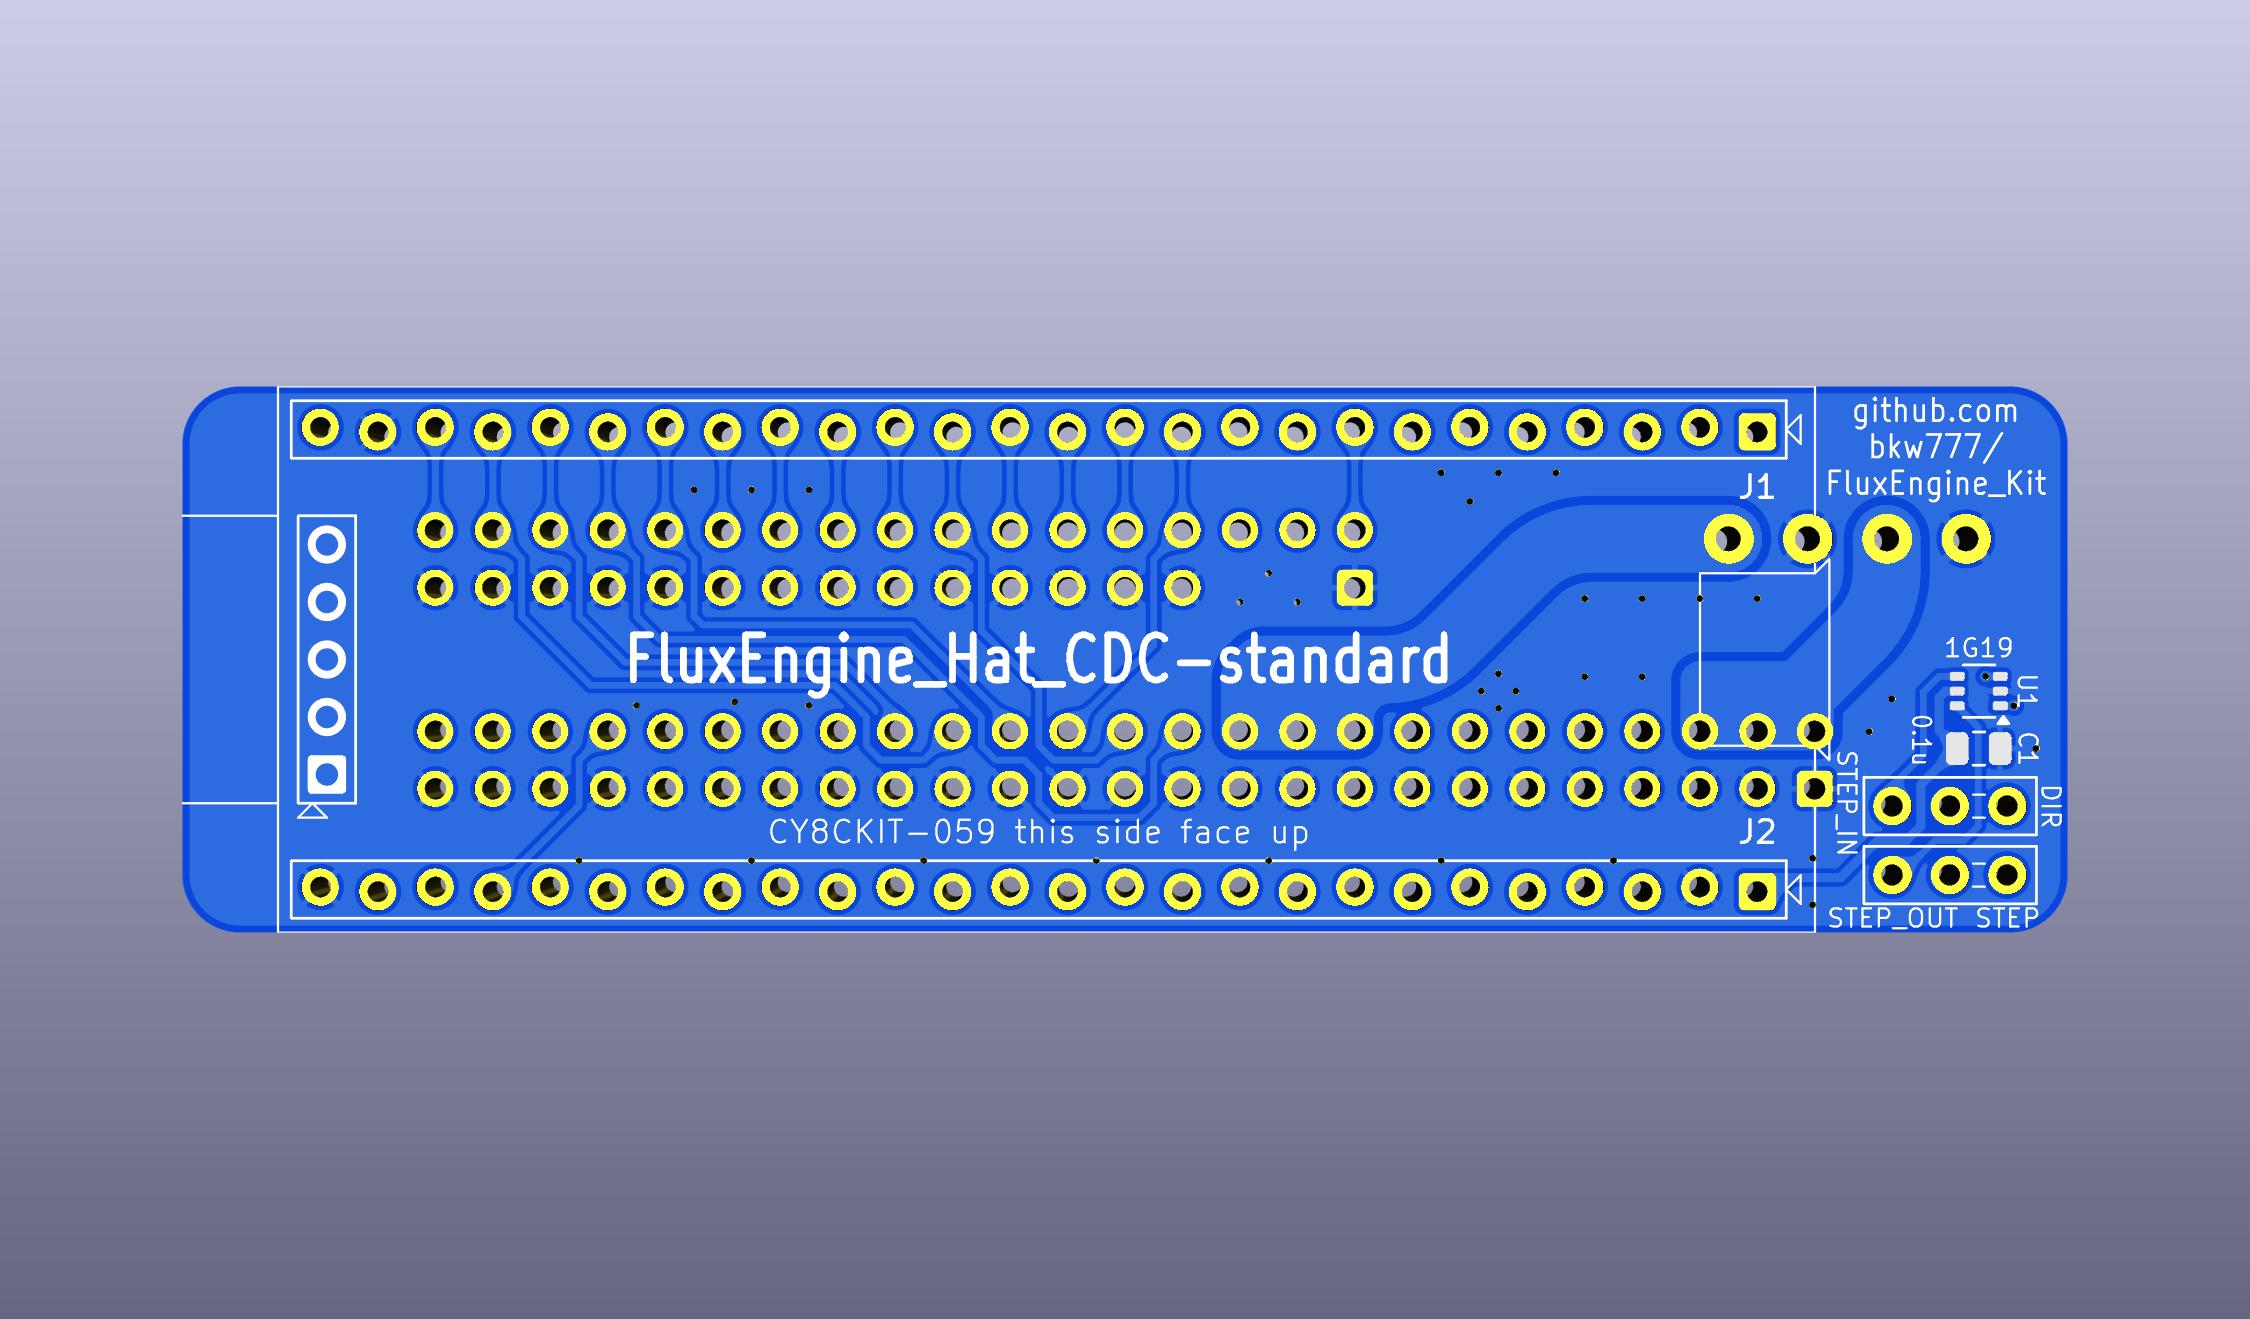 github.com
bkw777/
FluxEngine_Kit
J1
1G19
FluxEngine_Hat_CDC-standard
U1
0.1u
C1
STEP_IN
DIR
CY8CKIT-059 this side face up
J2
STEP_OUT STEP